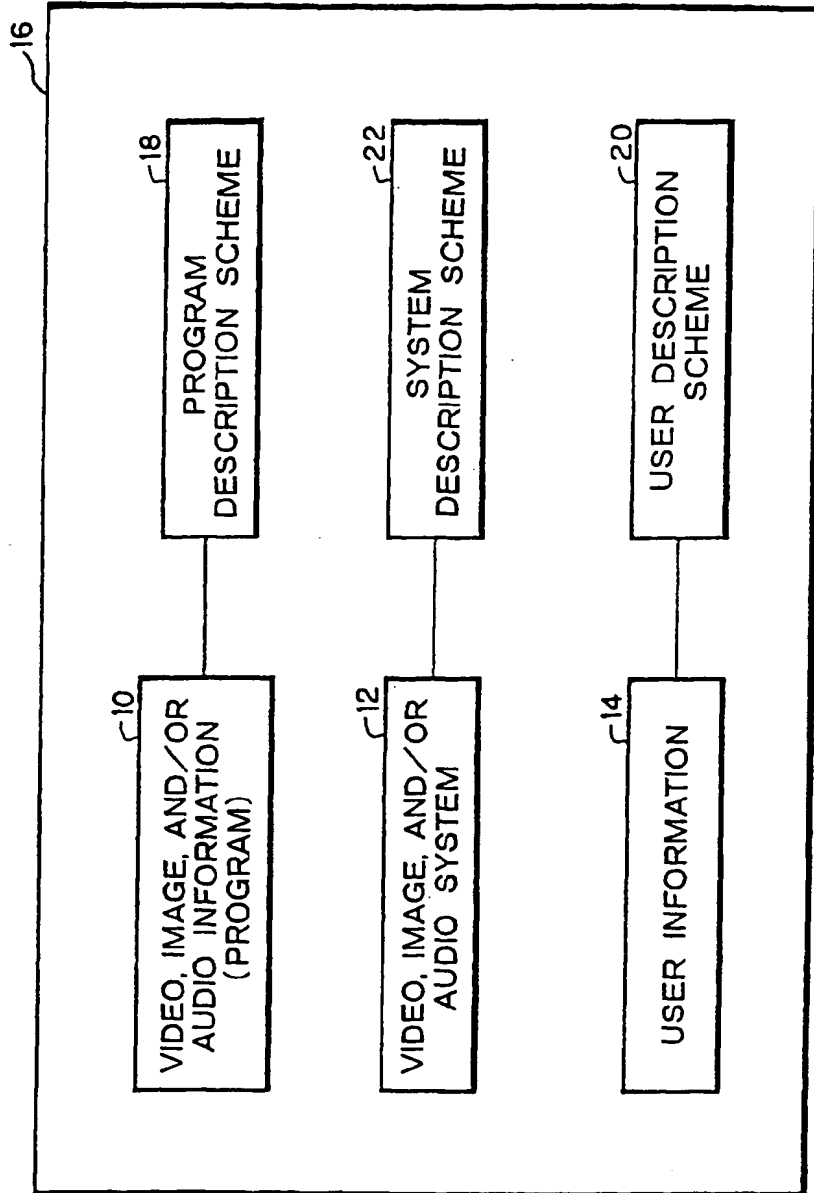 16
10
VIDEO, IMAGE, AND/OR
AUDIO INFORMATION
(PROGRAM)
18
PROGRAM
DESCRIPTION SCHEME
12
VIDEO, IMAGE, AND/OR
AUDIO SYSTEM
22
SYSTEM
DESCRIPTION SCHEME
14
USER INFORMATION
20
USER DESCRIPTION
SCHEME